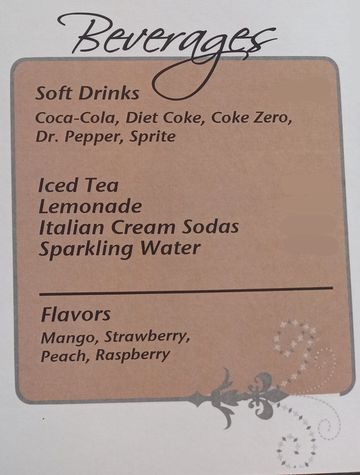 Beverages
Soft Drinks
Coca-Cola, Diet Coke, Coke Zero,
Dr. Pepper, Sprite
Iced Tea
Lemonade
Italian Cream Sodas
Sparkling Water
Flavors
Mango, Strawberry,
Peach, Raspberry